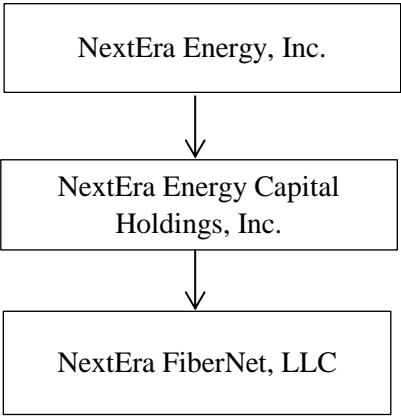 NextEra Energy, Inc.
NextEra Energy Capital
Holdings, Inc.
NextEra FiberNet, LLC